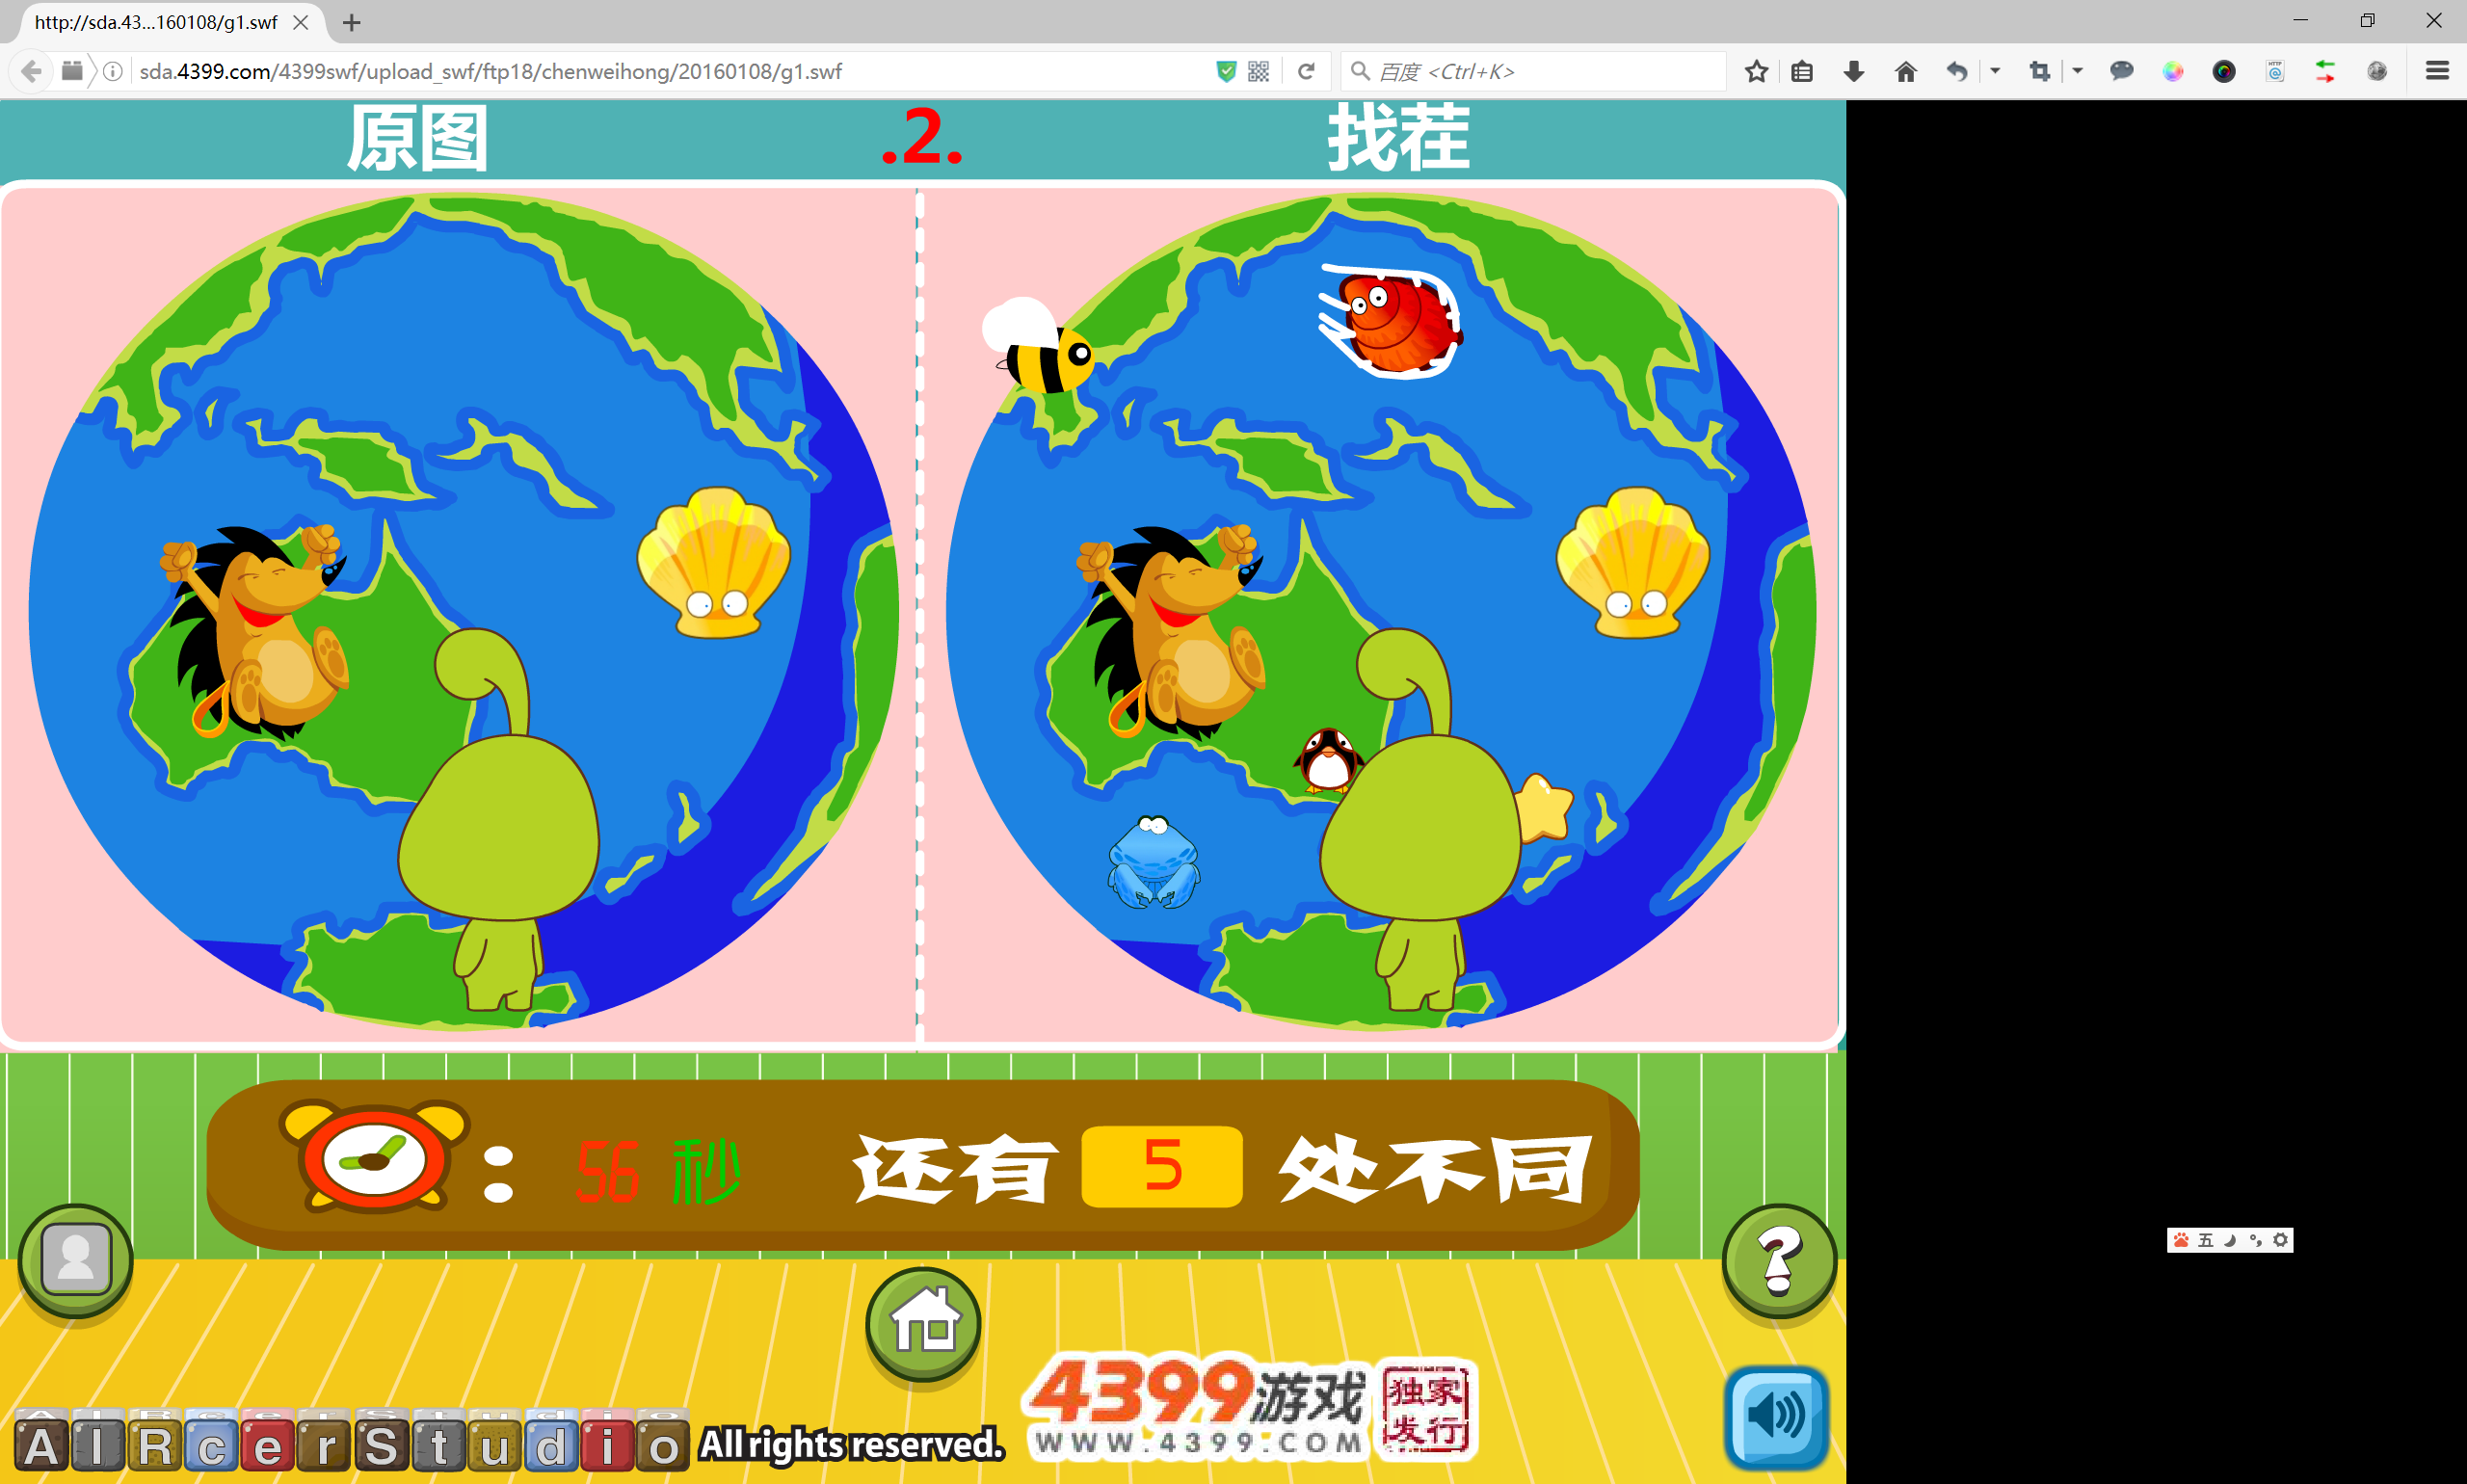 http://sda.43...160108/g1.swf
sda.4399.com/4399swf/upload_swf/ftp18/chenweihong/20160108/g1.swf
百度 <Ctrl+K>
原图
.2.
找茬
56 秒
还有 5 处不同
?
4399游戏
独家发行
WWW.4399.COM
AIRcerStudio
All rights reserved.
五